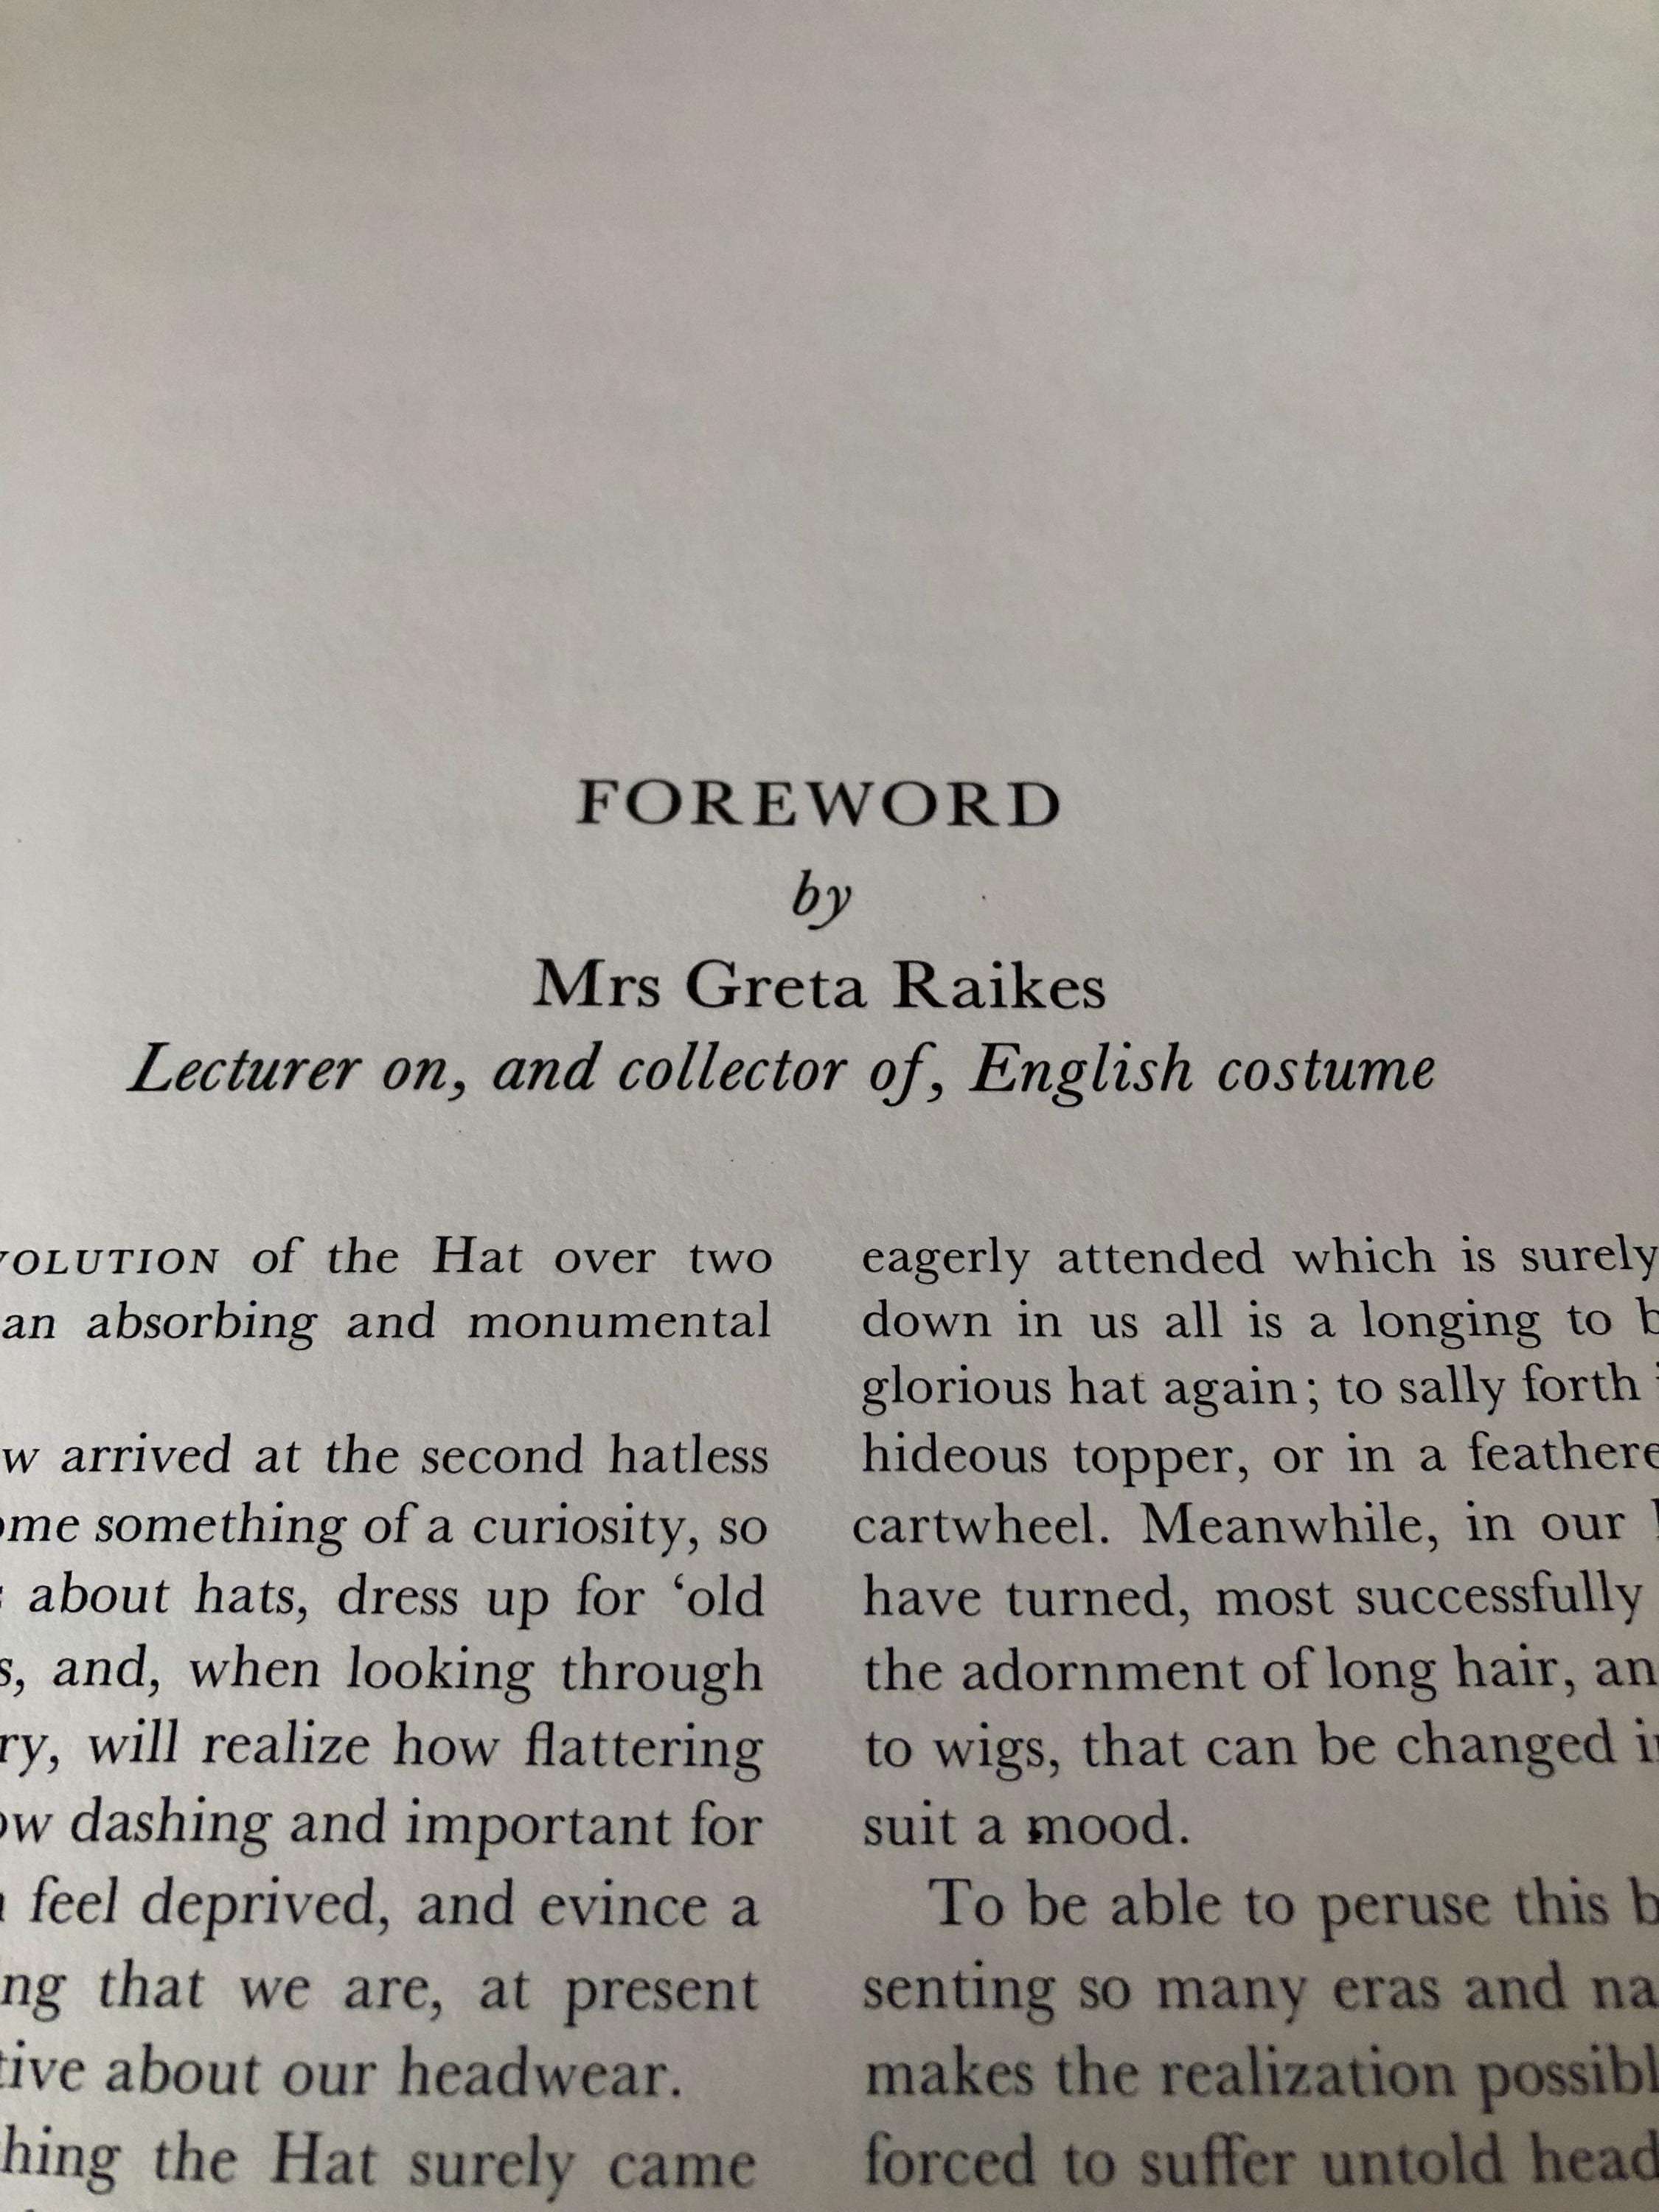 FOREWORD
by
Mrs Greta Raikes
Lecturer on, and collector of, English costume
VOLUTION of the Hat over two
an absorbing and monumental
w arrived at the second hatless
ome something of a curiosity, so
about hats, dress up for ‘old
s, and, when looking through
ry, will realize how flattering
ow dashing and important for
feel deprived, and evince a
ng that we are, at present
tive about our headwear.
hing the Hat surely came
eagerly attended which is surely
down in us all is a longing to b
glorious hat again; to sally forth
hideous topper, or in a feathere
cartwheel. Meanwhile, in our
have turned, most successfully
the adornment of long hair, an
to wigs, that can be changed i
suit a mood.
To be able to peruse this b
senting so many eras and na
makes the realization possibl
forced to suffer untold head